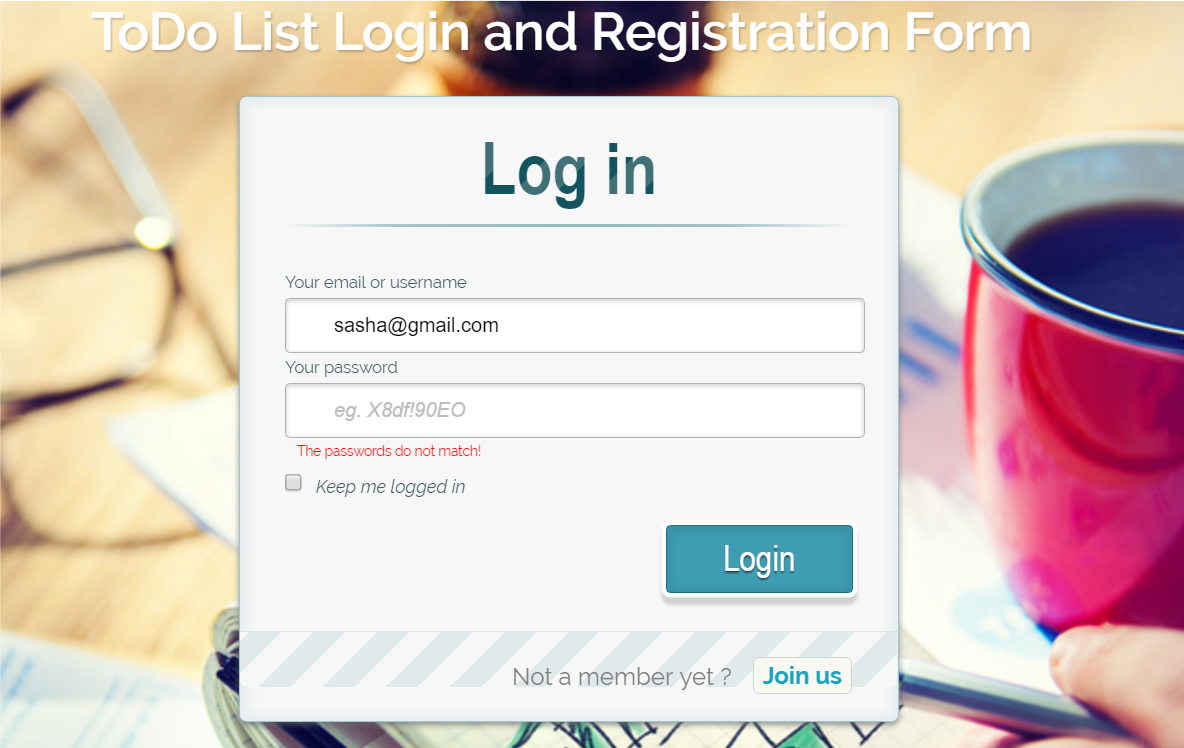 ToDo List Login and Registration Form
Log in
Your email or username
sasha@gmail.com
Your password
eg. X8df!90EO
The passwords do not match!
Keep me logged in
Login
Not a member yet ? Join us